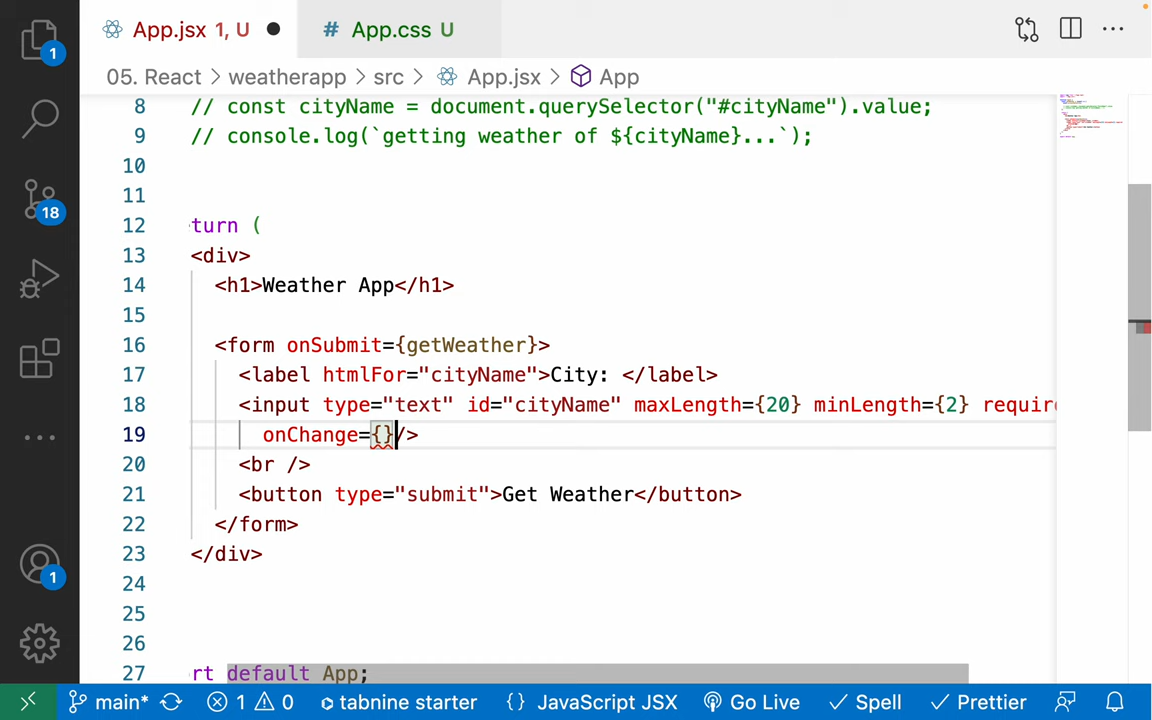 App.jsx 1, U ● # App.css U ...
05. React > weatherapp > src > App.jsx > App
8 // const cityName = document.querySelector("#cityName").value;
9 // console.log(`getting weather of ${cityName}...`);
10
11
12 turn (
13 <div>
14 <h1>Weather App</h1>
15
16 <form onSubmit={getWeather}>
17 <label htmlFor="cityName">City: </label>
18 <input type="text" id="cityName" maxLength={20} minLength={2} require
19 onChange={}/>
20 <br />
21 <button type="submit">Get Weather</button>
22 </form>
23 </div>
24
25
26
27 rt default App;
1
18
1
main* 1 0 tabnine starter {} JavaScript JSX Go Live Spell Prettier